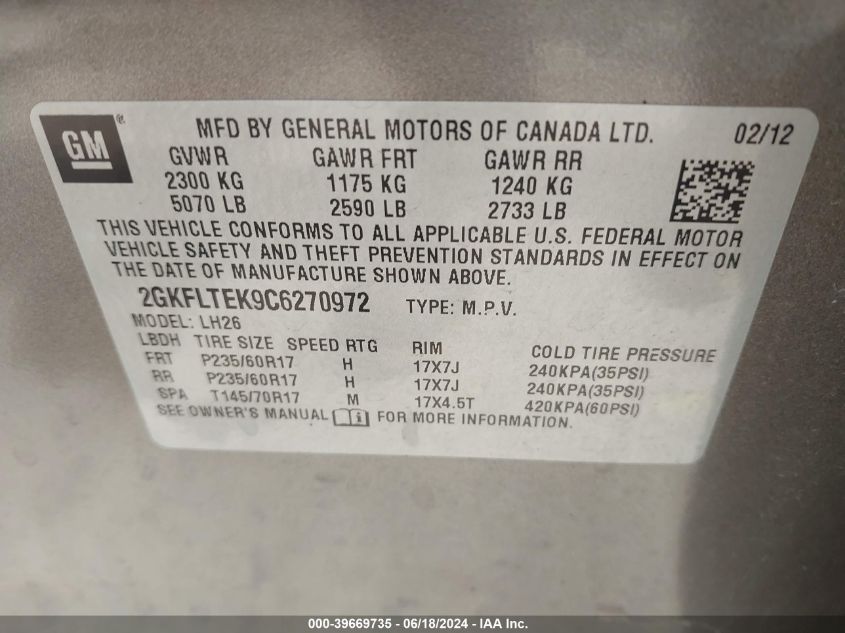 GM ® MFD BY GENERAL MOTORS OF CANADA LTD. 02/12
GVWR GAWR FRT GAWR RR
2300 KG 1175 KG 1240 KG
5070 LB 2590 LB 2733 LB
THIS VEHICLE CONFORMS TO ALL APPLICABLE U.S. FEDERAL MOTOR
VEHICLE SAFETY AND THEFT PREVENTION STANDARDS IN EFFECT ON
THE DATE OF MANUFACTURE SHOWN ABOVE.
2GKFLTEK9C6270972 TYPE: M.P.V.
MODEL: LH26
LBDH TIRE SIZE SPEED RTG RIM COLD TIRE PRESSURE
FRT P235/60R17 H 17X7J 240KPA(35PSI)
RR P235/60R17 H 17X7J 240KPA(35PSI)
SPA T145/70R17 M 17X4.5T 420KPA(60PSI)
SEE OWNER'S MANUAL FOR MORE INFORMATION.
000-39669735 - 06/18/2024 - IAA Inc.